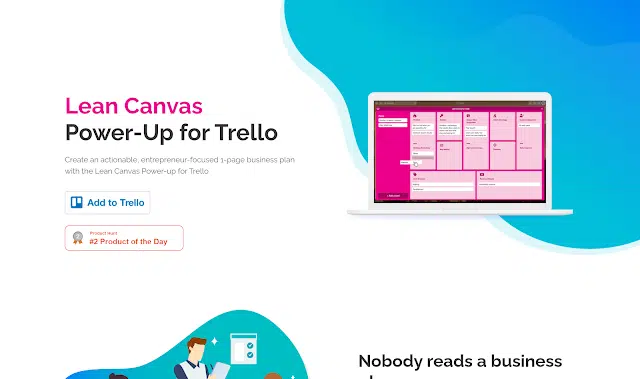 Lean Canvas
Power-Up for Trello
Create an actionable, entrepreneur-focused 1-page business plan
with the Lean Canvas Power-up for Trello
Add to Trello
Product Hunt
#2 Product of the Day
Nobody reads a business